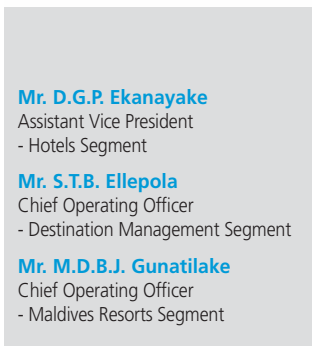 Mr. D.G.P. Ekanayake
Assistant Vice President
- Hotels Segment
Mr. S.T.B. Ellepola
Chief Operating Officer
- Destination Management Segment
Mr. M.D.B.J. Gunatilake
Chief Operating Officer
- Maldives Resorts Segment